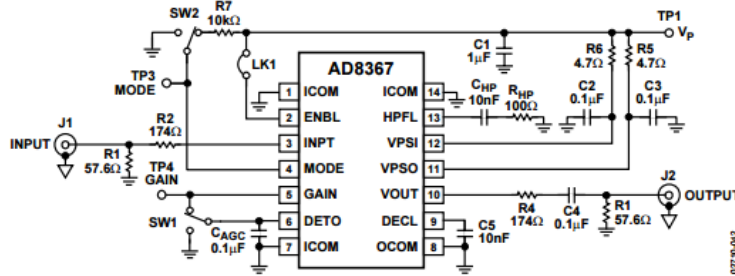 SW2
R7
10kΩ
TP1
VP
LK1
C1
1µF
R6
4.7Ω
R5
4.7Ω
TP3
MODE
AD8367
CHP
10nF
RHP
100Ω
C2
0.1µF
C3
0.1µF
1 ICOM ICOM 14
2 ENBL HPFL 13
3 INPT VPSI 12
4 MODE VPSO 11
5 GAIN VOUT 10
6 DETO DECL 9
7 ICOM OCOM 8
J1
INPUT
R2
174Ω
R1
57.6Ω
TP4
GAIN
SW1
CAGC
0.1µF
C5
10nF
R4
174Ω
C4
0.1µF
R1
57.6Ω
J2
OUTPUT